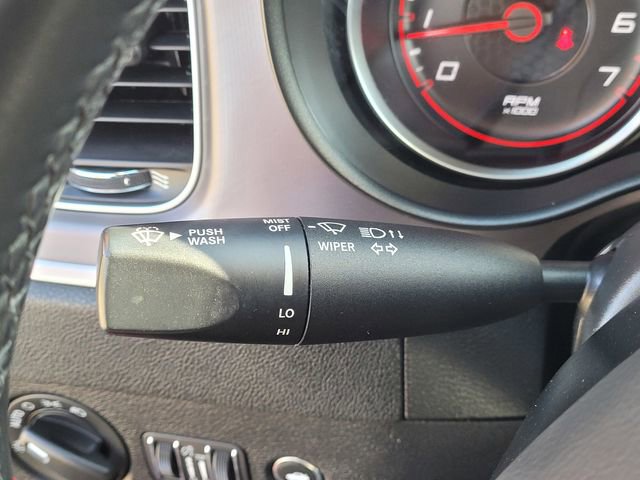 1
0
6
7
RPM
x1000
PUSH
WASH
MIST
OFF
LO
HI
WIPER